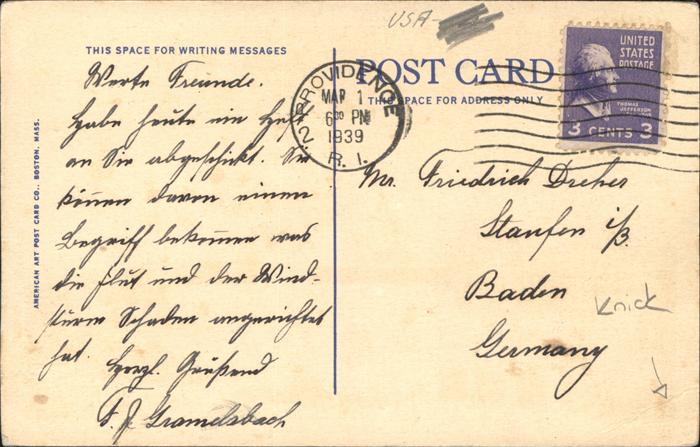 USA
THIS SPACE FOR WRITING MESSAGES
Werte Freunde.
Habe heute ein Heft
an Sie abgeschickt. Sie
können davon einen
Begriff bekommen was
die Flut und der Wind-
sturm Schaden angerichtet
hat. Herzl. Grüßend
Gramelsbach
AMERICAN ART POST CARD CO., BOSTON, MASS.
PROVIDENCE
MAR 1
6 00 PM
1939
R. I.
POST CARD
THIS SPACE FOR ADDRESS ONLY
UNITED
STATES
POSTAGE
THOMAS
JEFFERSON
3 CENTS 3
Mr. Friedrich Dreher
Staufen i/B.
Baden
Knick
Germany